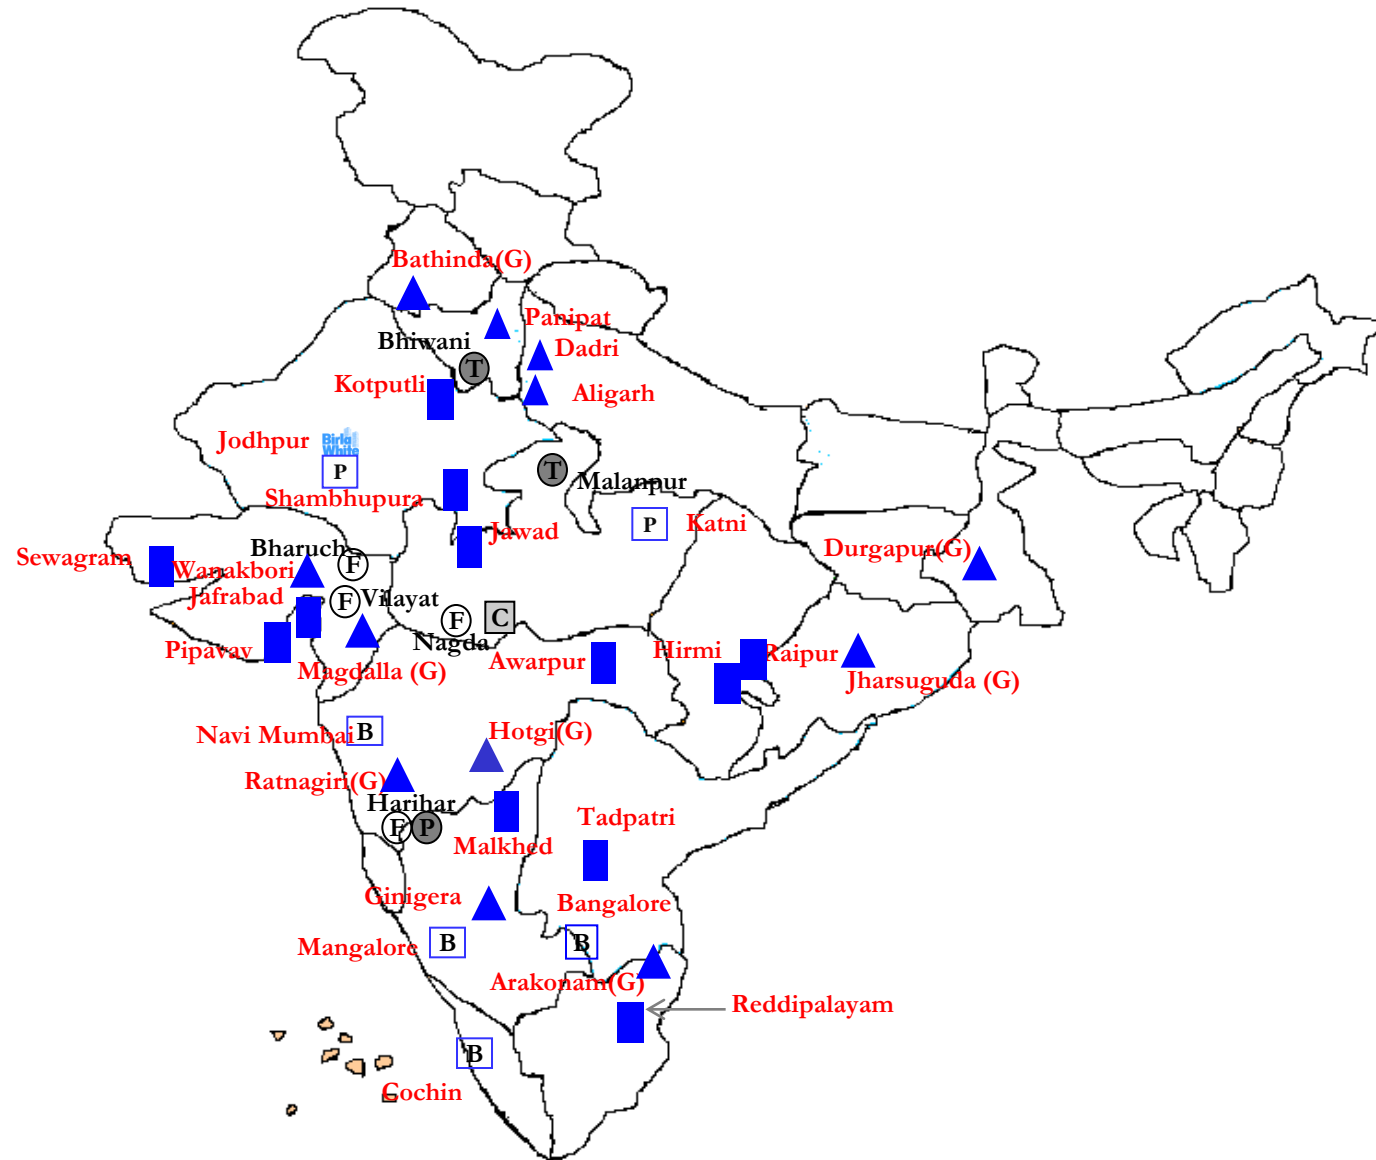 Bathinda(G)
Panipat
Bhiwani
Dadri
T
Kotputli
Aligarh
Jodhpur
Birla
White
P
T
Malanpur
Shambhupura
P
Katni
Jawad
Sewagram
Bharuch
F
Durgapur(G)
Wanakbori
Jafrabad
F
Vilayat
F
C
Nagda
Pipavav
Magdalla (G)
Awarpur
Hirmi
Raipur
Jharsuguda (G)
Navi Mumbai
B
Hotgi(G)
Ratnagiri(G)
Harihar
F
P
Tadpatri
Malkhed
Ginigera
Bangalore
Mangalore
B
B
Arakonam(G)
Reddipalayam
B
Cochin